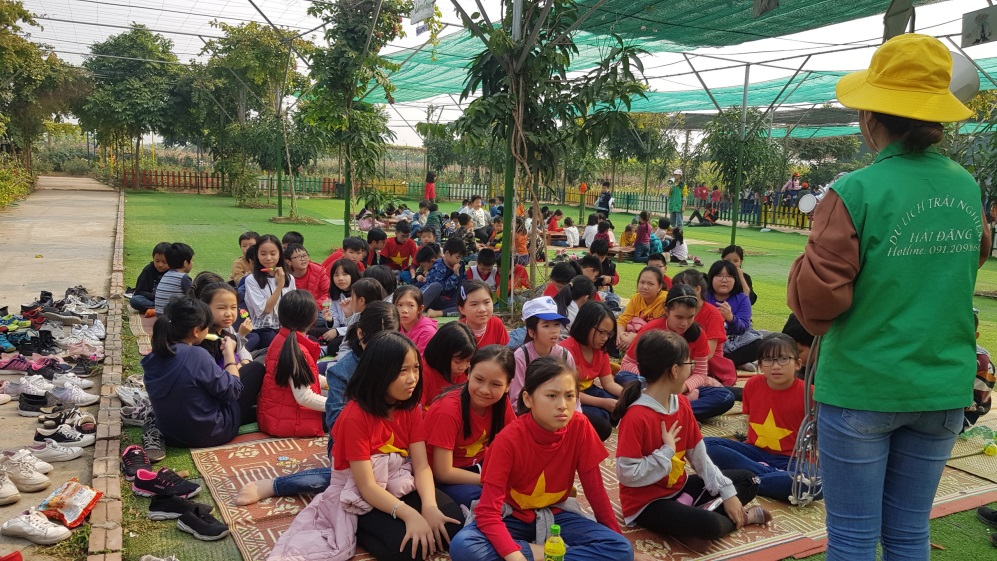 DU LỊCH TRẢI NGHIỆM
HẢI ĐĂNG
Hotline: 091.209